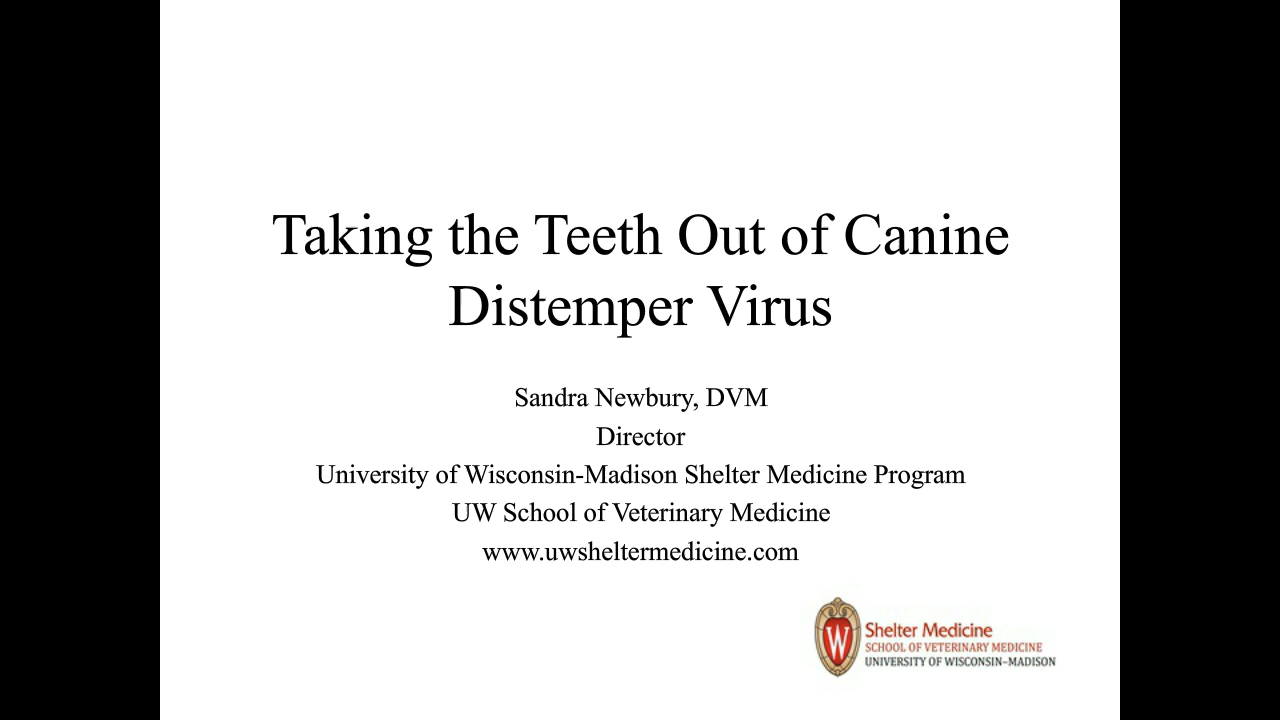 Taking the Teeth Out of Canine
Distemper Virus
Sandra Newbury, DVM
Director
University of Wisconsin-Madison Shelter Medicine Program
UW School of Veterinary Medicine
www.uwsheltermedicine.com
W
Shelter Medicine
SCHOOL OF VETERINARY MEDICINE
UNIVERSITY OF WISCONSIN–MADISON